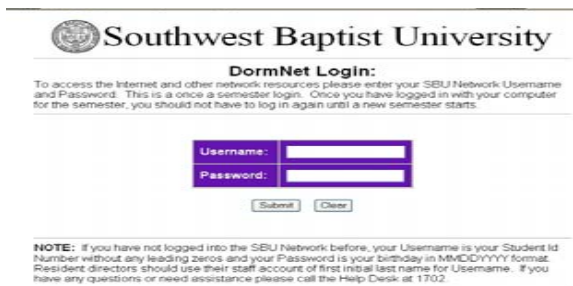 Southwest Baptist University
DormNet Login:
To access the Internet and other network resources please enter your SBU Network Username
and Password. This is a once a semester login. Once you have logged in with your computer
for the semester, you should not have to log in again until a new semester starts.
Username:
Password:
Submit Clear
NOTE: If you have not logged into the SBU Network before, your Username is your Student Id
Number without any leading zeros and your Password is your birthday in MMDDYYYY format.
Resident directors should use their staff account of first initial last name for Username. If you
have any questions or need assistance please call the Help Desk at 1702.